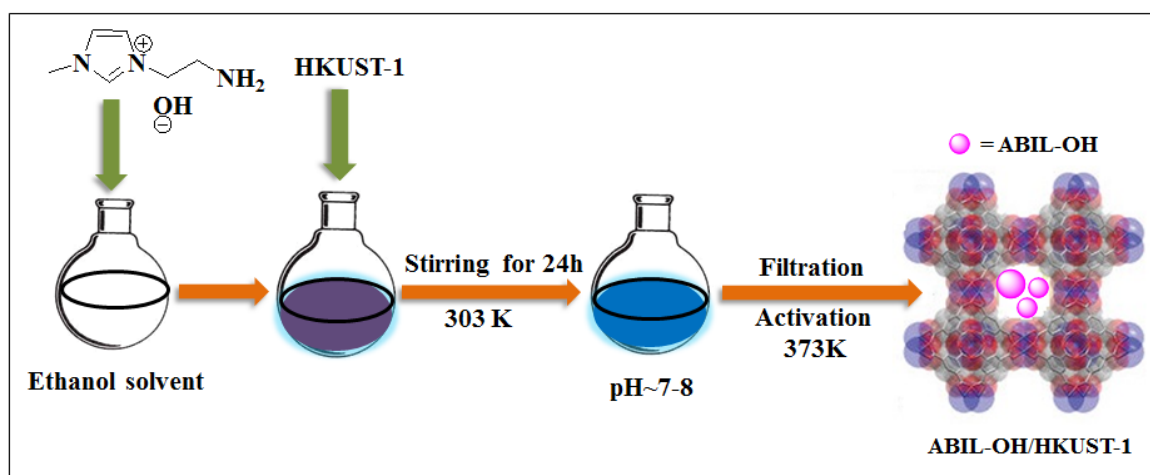 N
N
⊕
NH2
OH
⊖
HKUST-1
Ethanol solvent
Stirring for 24h
303 K
pH~7-8
Filtration
Activation
373K
= ABIL-OH
ABIL-OH/HKUST-1